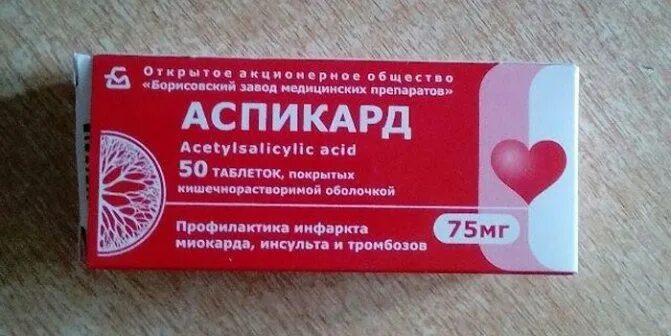 Открытое акционерное общество
«Борисовский завод медицинских препаратов»
АСПИКАРД
Acetylsalicylic acid
50 ТАБЛЕТОК, покрытых
кишечнорастворимой оболочкой
Профилактика инфаркта
миокарда, инсульта и тромбозов
75мг